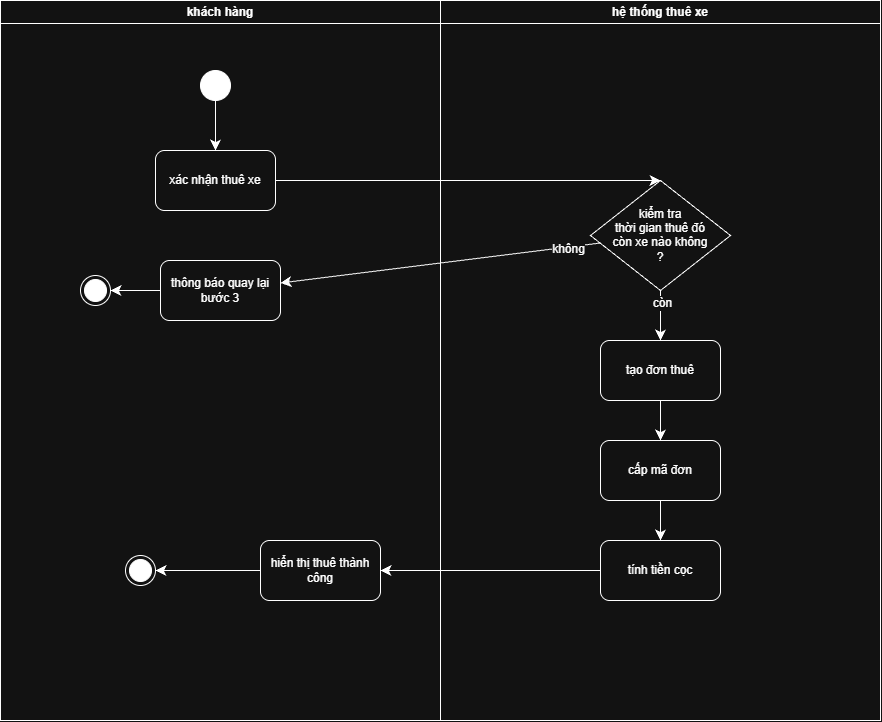 khách hàng
hệ thống thuê xe
xác nhận thuê xe
kiểm tra
thời gian thuê đó
còn xe nào không
?
không
thông báo quay lại
bước 3
còn
tạo đơn thuê
cấp mã đơn
hiển thị thuê thành
công
tính tiền cọc